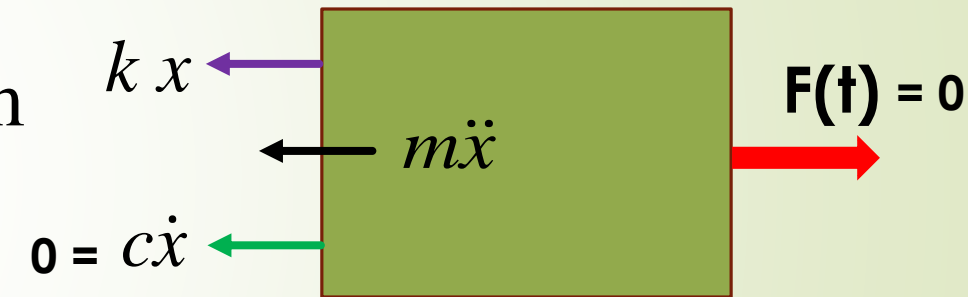 k x
F(t) = 0
n
mẍ
0 = cẋ